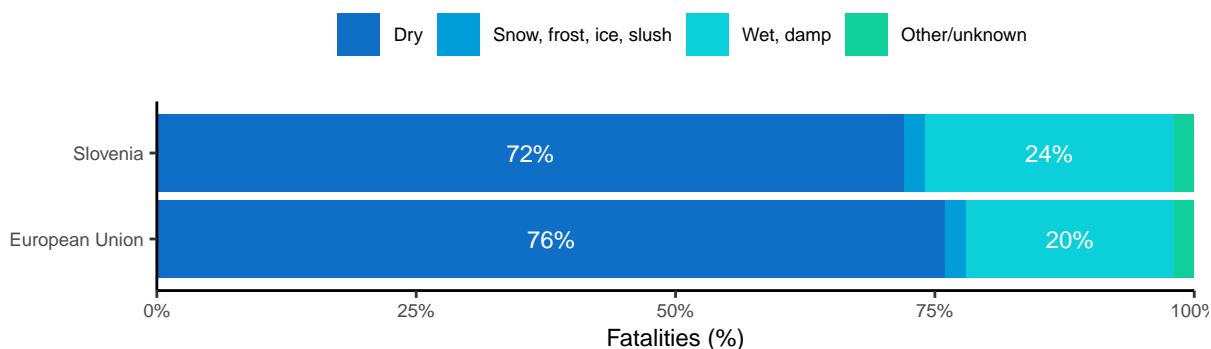 Dry Snow, frost, ice, slush Wet, damp Other/unknown
Slovenia 72% 24%
European Union 76% 20%
0% 25% 50% 75% 100%
Fatalities (%)